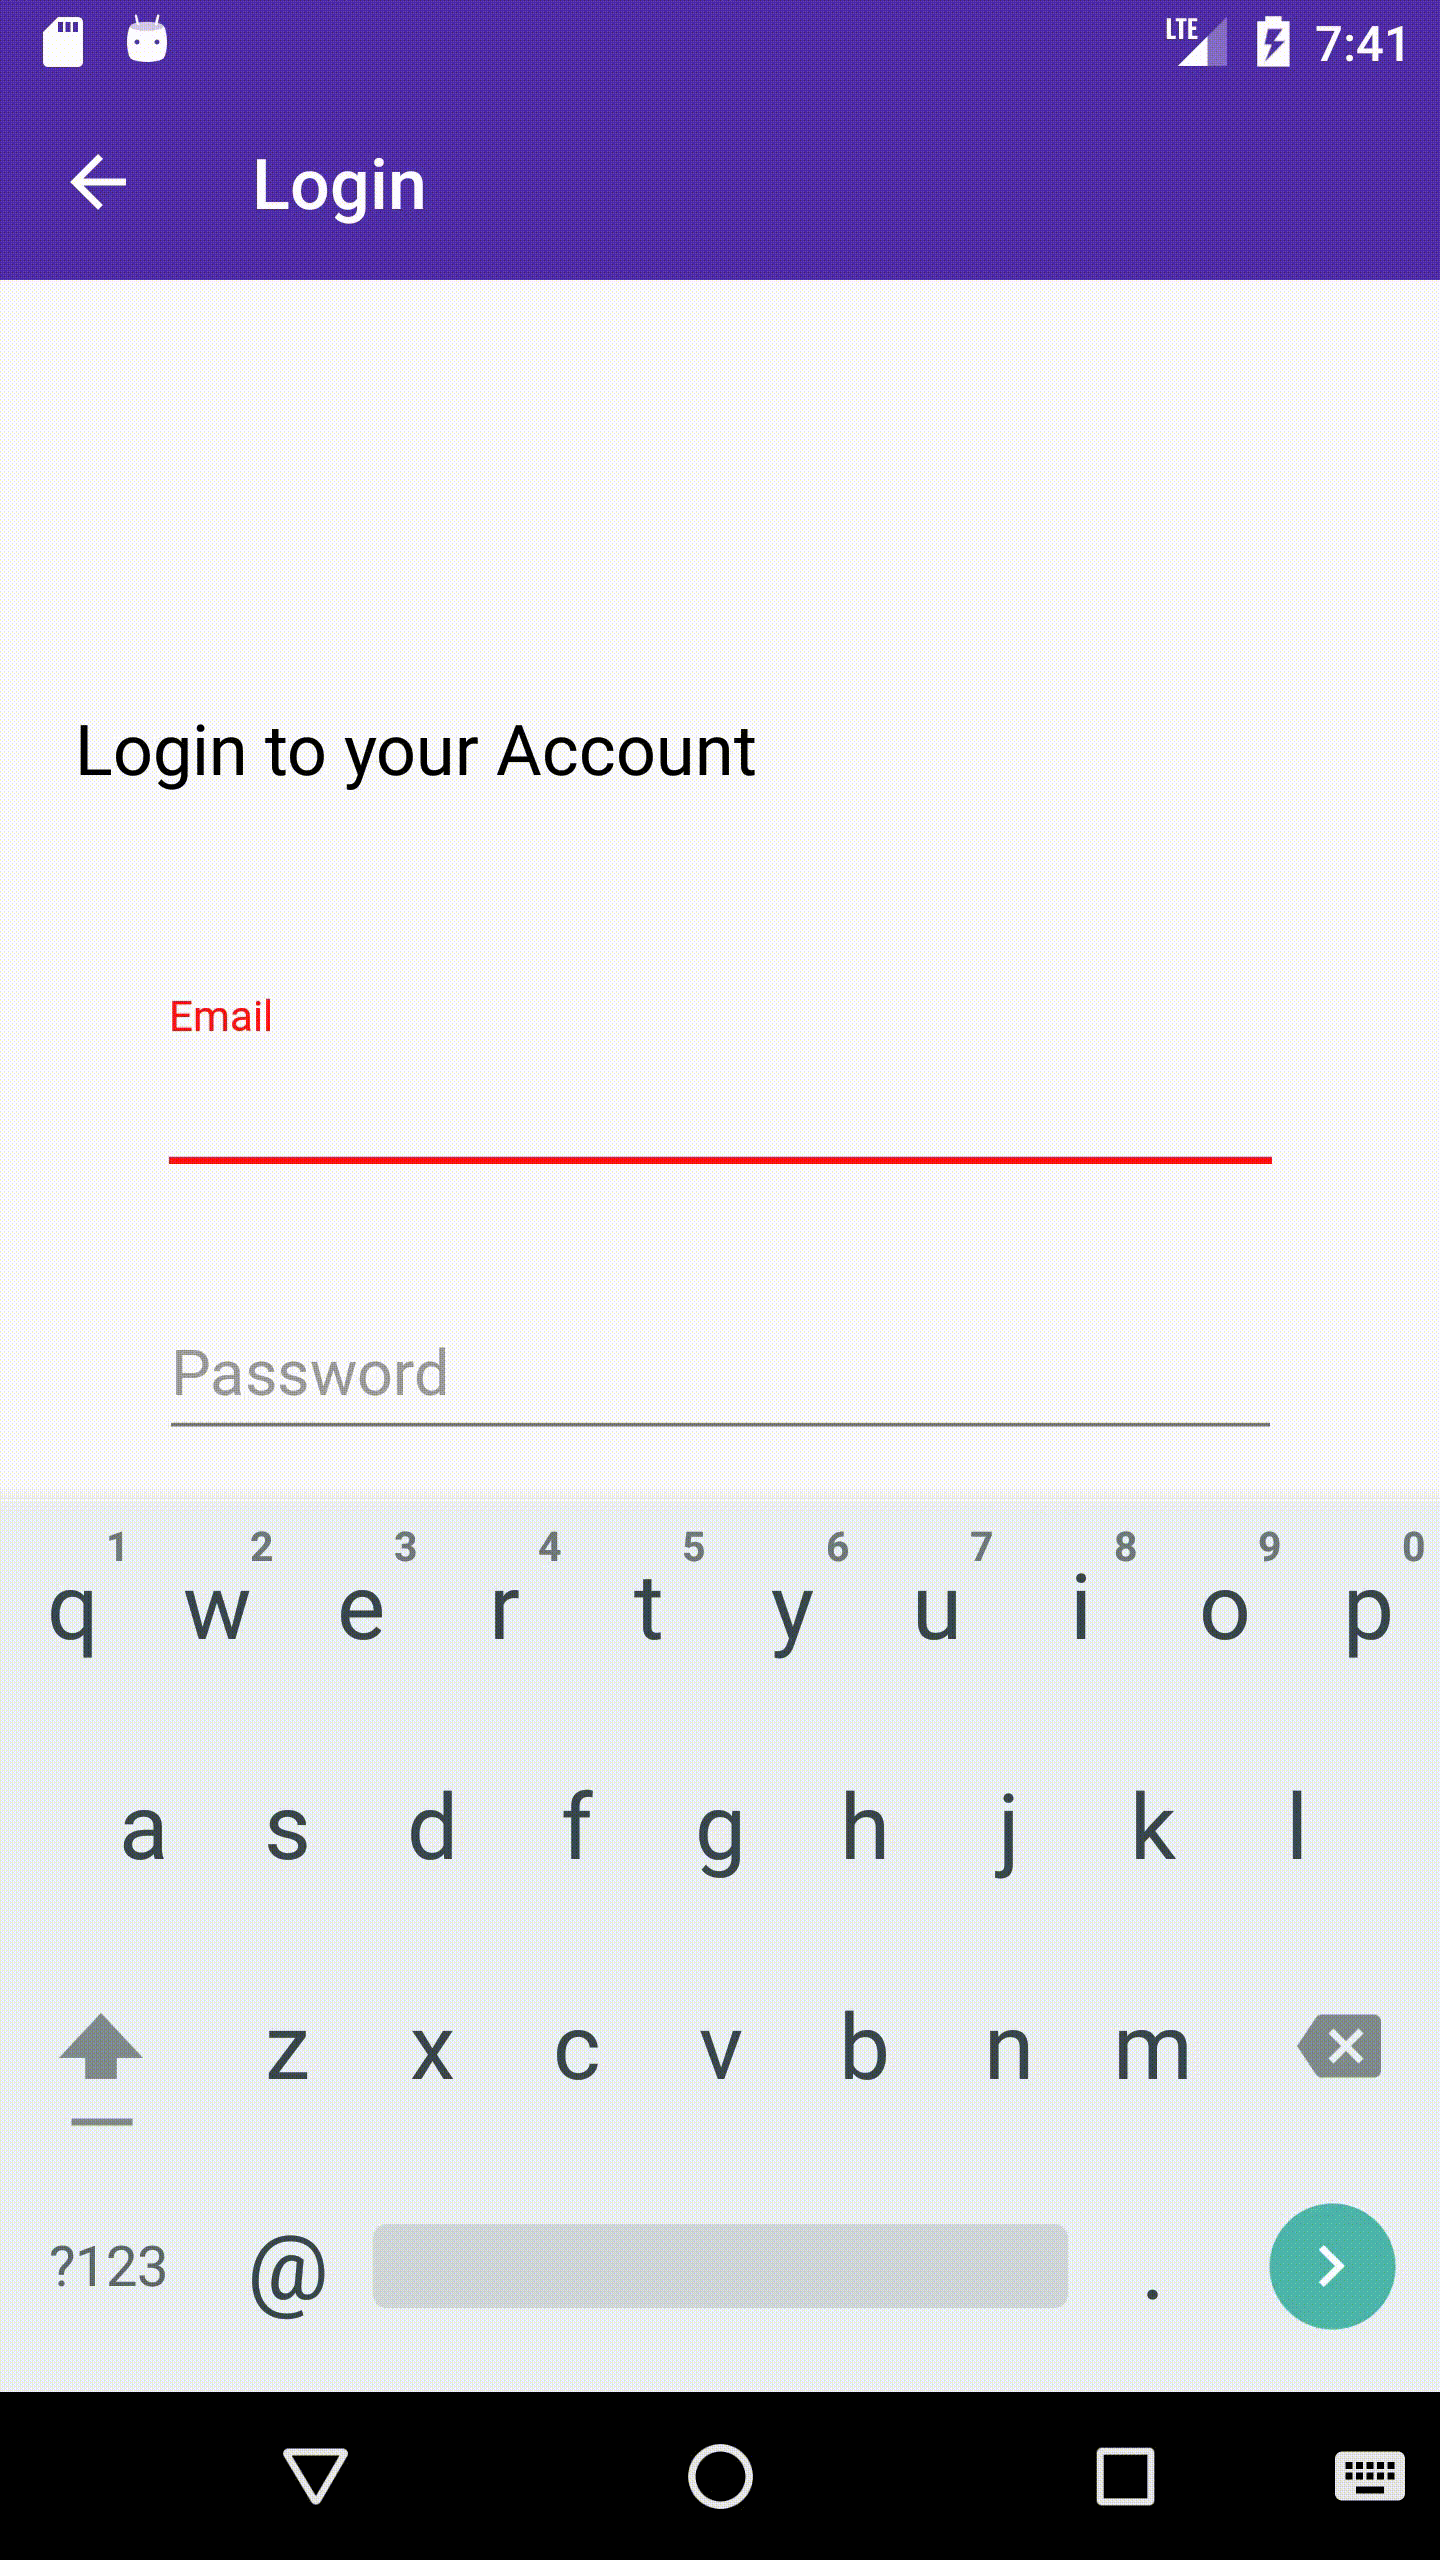 LTE 7:41
Login
Login to your Account
Email
Password
1 2 3 4 5 6 7 8 9 0
q w e r t y u i o p
a s d f g h j k l
z x c v b n m
?123 @ .